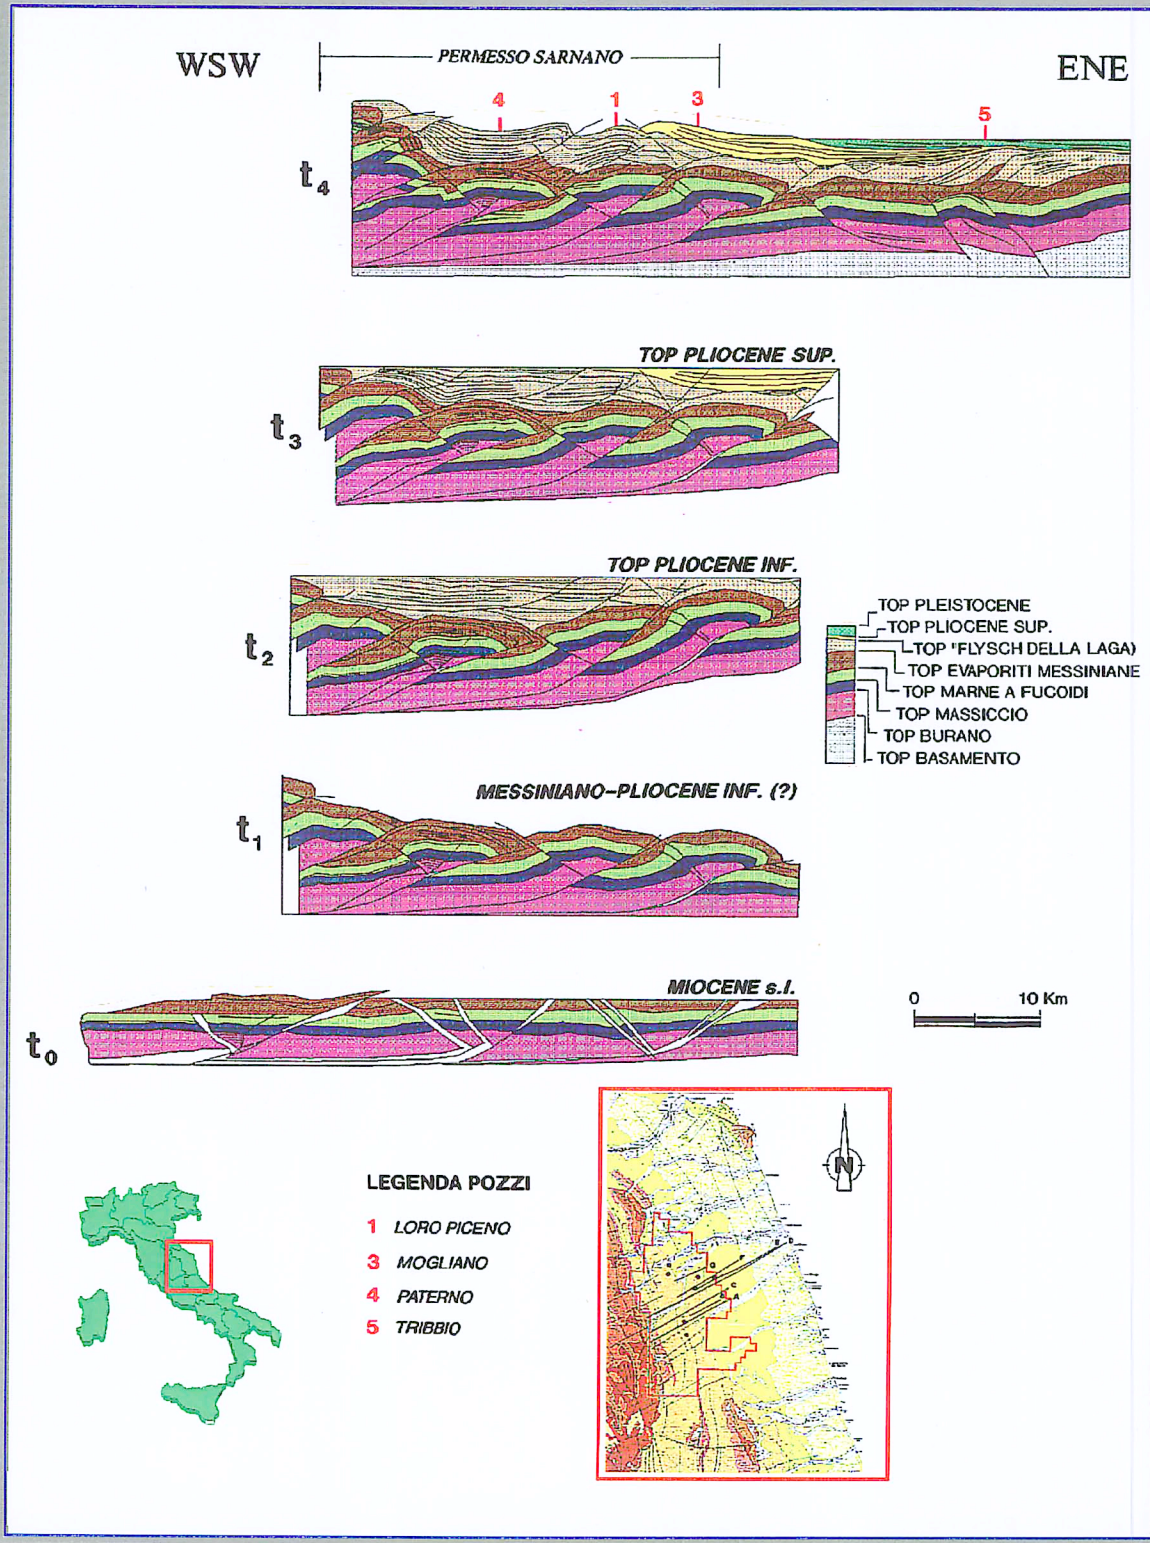 WSW
PERMESSO SARNANO
ENE
4
1
3
5
t4
TOP PLIOCENE SUP.
t3
TOP PLIOCENE INF.
t2
TOP PLEISTOCENE
TOP PLIOCENE SUP.
TOP "FLYSCH DELLA LAGA)
TOP EVAPORITI MESSINIANE
TOP MARNE A FUCOIDI
TOP MASSICCIO
TOP BURANO
TOP BASAMENTO
MESSINIANO-PLIOCENE INF. (?)
t1
MIOCENE s.l.
t0
0 10 Km
N
LEGENDA POZZI
1 LORO PICENO
3 MOGLIANO
4 PATERNO
5 TRIBBIO